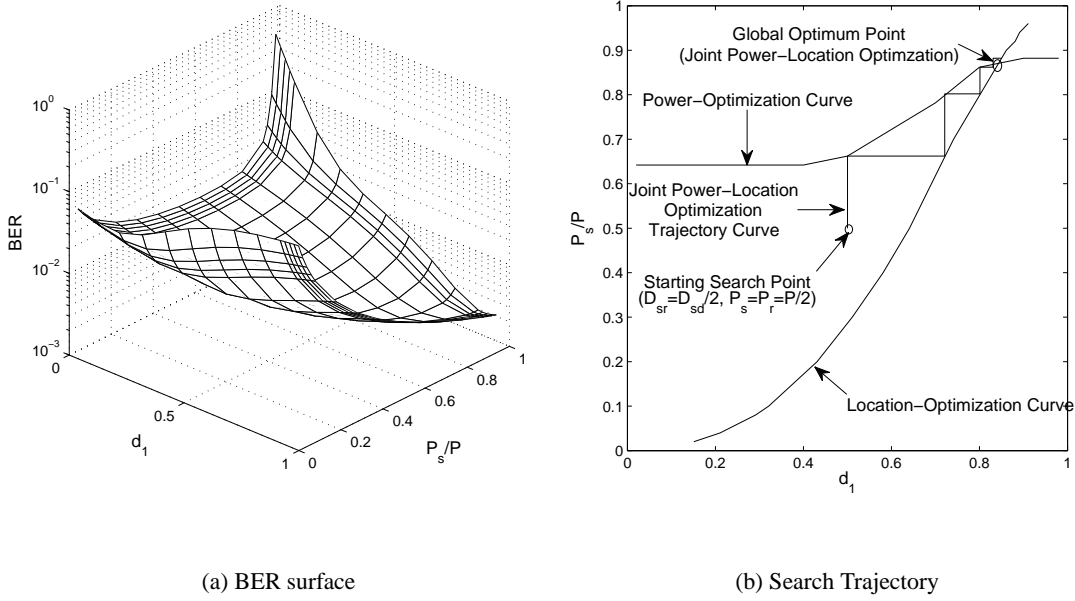 10^0
10^-1
10^-2
10^-3
BER
0
0.5
1
d_1
0
0.2
0.4
0.6
0.8
1
P_s/P
(a) BER surface
1
0.9
0.8
0.7
0.6
0.5
0.4
0.3
0.2
0.1
0
P_s/P
Global Optimum Point
(Joint Power−Location Optimzation)
Power−Optimization Curve
Joint Power−Location
Optimization
Trajectory Curve
Starting Search Point
(D_sr=D_sd/2, P_s=P_r=P/2)
Location−Optimization Curve
0
0.2
0.4
0.6
0.8
1
d_1
(b) Search Trajectory